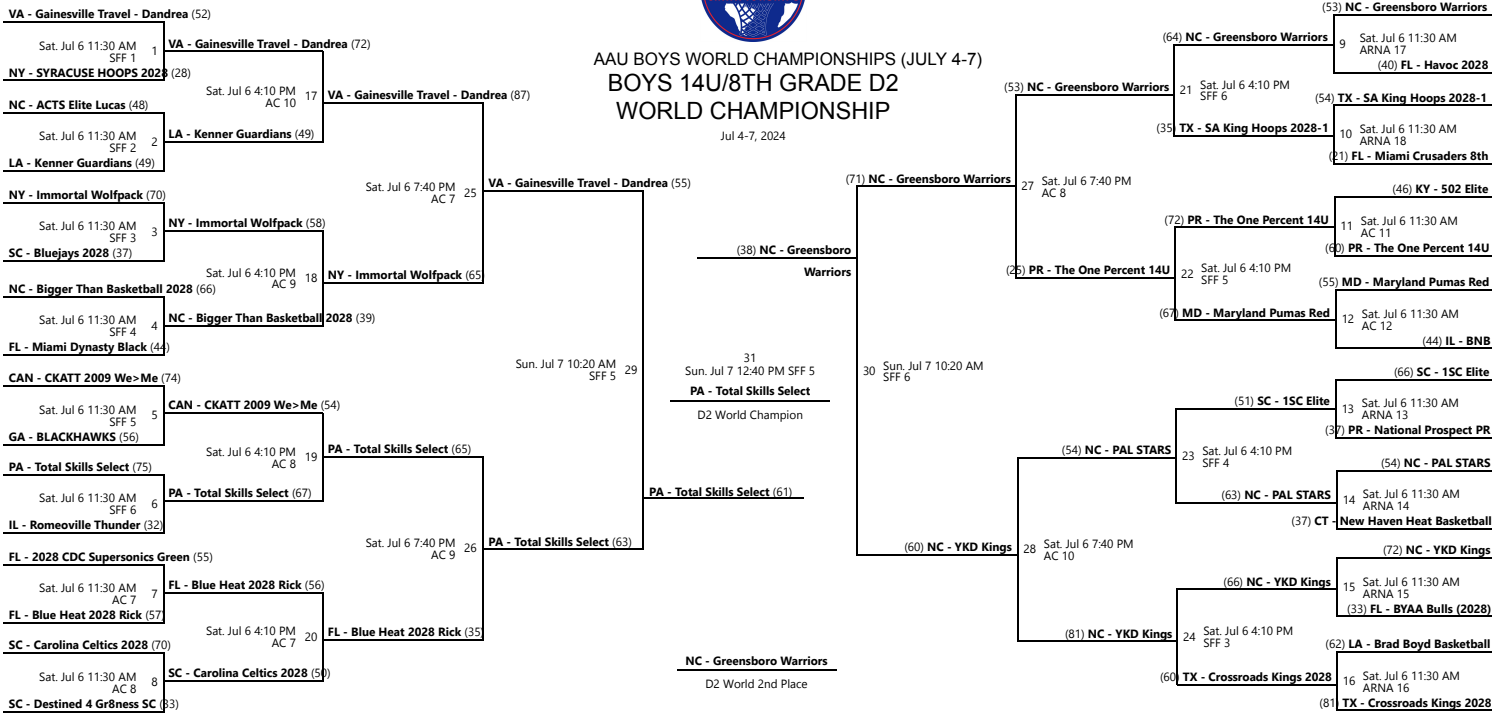 AAU BOYS WORLD CHAMPIONSHIPS (JULY 4-7)
BOYS 14U/8TH GRADE D2
WORLD CHAMPIONSHIP
Jul 4-7, 2024
VA - Gainesville Travel - Dandrea (52)
Sat. Jul 6 11:30 AM 1
SFF 1
NY - SYRACUSE HOOPS 2028 (28)
NC - ACTS Elite Lucas (48)
Sat. Jul 6 11:30 AM 2
SFF 2
LA - Kenner Guardians (49)
NY - Immortal Wolfpack (70)
Sat. Jul 6 11:30 AM 3
SFF 3
SC - Bluejays 2028 (37)
NC - Bigger Than Basketball 2028 (66)
Sat. Jul 6 11:30 AM 4
SFF 4
FL - Miami Dynasty Black (44)
CAN - CKATT 2009 We>Me (74)
Sat. Jul 6 11:30 AM 5
SFF 5
GA - BLACKHAWKS (56)
PA - Total Skills Select (75)
Sat. Jul 6 11:30 AM 6
SFF 6
IL - Romeoville Thunder (32)
FL - 2028 CDC Supersonics Green (55)
Sat. Jul 6 11:30 AM 7
AC 7
FL - Blue Heat 2028 Rick (57)
SC - Carolina Celtics 2028 (70)
Sat. Jul 6 11:30 AM 8
AC 8
SC - Destined 4 Gr8ness SC (33)
VA - Gainesville Travel - Dandrea (72)
Sat. Jul 6 4:10 PM 17
AC 10
LA - Kenner Guardians (49)
NY - Immortal Wolfpack (58)
Sat. Jul 6 4:10 PM 18
AC 9
NC - Bigger Than Basketball 2028 (39)
CAN - CKATT 2009 We>Me (54)
Sat. Jul 6 4:10 PM 19
AC 8
PA - Total Skills Select (67)
FL - Blue Heat 2028 Rick (56)
Sat. Jul 6 4:10 PM 20
AC 7
SC - Carolina Celtics 2028 (50)
VA - Gainesville Travel - Dandrea (87)
Sat. Jul 6 7:40 PM 25
AC 7
NY - Immortal Wolfpack (65)
PA - Total Skills Select (65)
Sat. Jul 6 7:40 PM 26
AC 9
FL - Blue Heat 2028 Rick (35)
VA - Gainesville Travel - Dandrea (55)
Sun. Jul 7 10:20 AM 29
SFF 5
PA - Total Skills Select (63)
PA - Total Skills Select (61)
(38) NC - Greensboro
Warriors
31
Sun. Jul 7 12:40 PM SFF 5
PA - Total Skills Select
D2 World Champion
NC - Greensboro Warriors
D2 World 2nd Place
(71) NC - Greensboro Warriors
30 Sun. Jul 7 10:20 AM
SFF 6
(60) NC - YKD Kings
(53) NC - Greensboro Warriors
27 Sat. Jul 6 7:40 PM
AC 8
(25) PR - The One Percent 14U
(54) NC - PAL STARS
28 Sat. Jul 6 7:40 PM
AC 10
(81) NC - YKD Kings
(64) NC - Greensboro Warriors
21 Sat. Jul 6 4:10 PM
SFF 6
(35) TX - SA King Hoops 2028-1
(72) PR - The One Percent 14U
22 Sat. Jul 6 4:10 PM
SFF 5
(67) MD - Maryland Pumas Red
(51) SC - 1SC Elite
23 Sat. Jul 6 4:10 PM
SFF 4
(63) NC - PAL STARS
(66) NC - YKD Kings
24 Sat. Jul 6 4:10 PM
SFF 3
(60) TX - Crossroads Kings 2028
(53) NC - Greensboro Warriors
9 Sat. Jul 6 11:30 AM
ARNA 17
(40) FL - Havoc 2028
(54) TX - SA King Hoops 2028-1
10 Sat. Jul 6 11:30 AM
ARNA 18
(21) FL - Miami Crusaders 8th
(46) KY - 502 Elite
11 Sat. Jul 6 11:30 AM
AC 11
(60) PR - The One Percent 14U
(55) MD - Maryland Pumas Red
12 Sat. Jul 6 11:30 AM
AC 12
(44) IL - BNB
(66) SC - 1SC Elite
13 Sat. Jul 6 11:30 AM
ARNA 13
(37) PR - National Prospect PR
(54) NC - PAL STARS
14 Sat. Jul 6 11:30 AM
ARNA 14
(37) CT - New Haven Heat Basketball
(72) NC - YKD Kings
15 Sat. Jul 6 11:30 AM
ARNA 15
(33) FL - BYAA Bulls (2028)
(62) LA - Brad Boyd Basketball
16 Sat. Jul 6 11:30 AM
ARNA 16
(81) TX - Crossroads Kings 2028